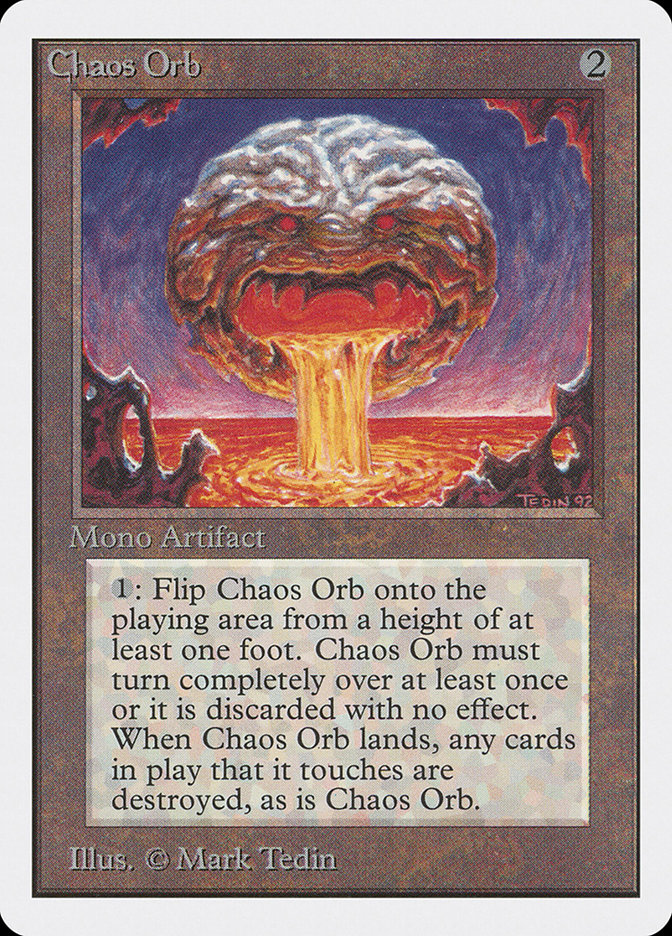 Chaos Orb 2
TEDIN 92
Mono Artifact
1: Flip Chaos Orb onto the
playing area from a height of at
least one foot. Chaos Orb must
turn completely over at least once
or it is discarded with no effect.
When Chaos Orb lands, any cards
in play that it touches are
destroyed, as is Chaos Orb.
Illus. © Mark Tedin